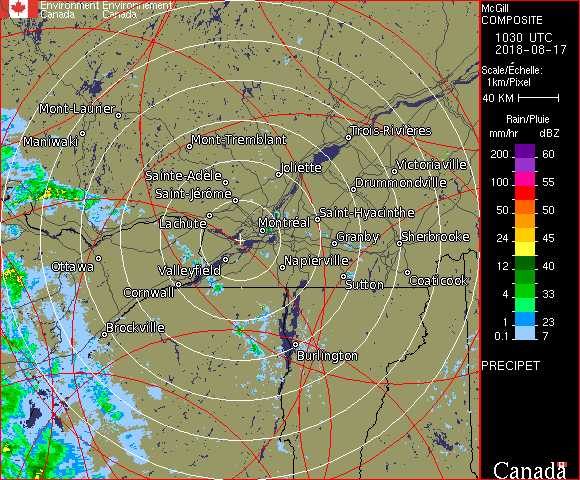 Environment Environnement
Canada Canada
McGill
COMPOSITE
1030 UTC
2018-08-17
Scale/Échelle:
1km/Pixel
40 KM
Rain/Pluie
mm/hr dBZ
200 60
100 55
50 50
24 45
12 40
4 33
1 23
0.1 7
PRECIPET
Canada
Mont-Laurier
Maniwaki
Mont-Tremblant
Trois-Rivières
Joliette
Victoriaville
Sainte-Adèle
Drummondville
Saint-Jérôme
Saint-Hyacinthe
Lachute
Montréal
Granby
Sherbrooke
Ottawa
Valleyfield
Napierville
Coaticook
Sutton
Cornwall
Brockville
Burlington